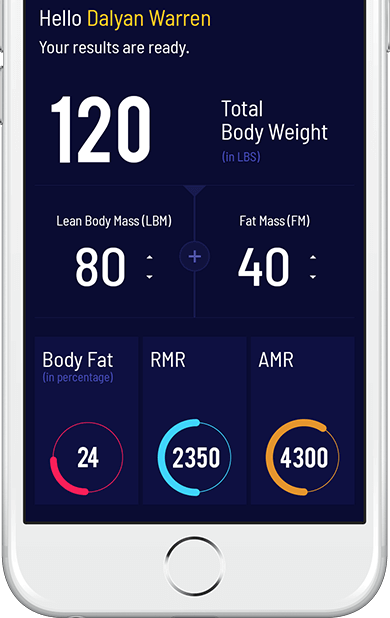 Hello Dalyan Warren
Your results are ready.
120
Total
Body Weight
(in LBS)
Lean Body Mass (LBM)
Fat Mass (FM)
80
+
40
Body Fat
(in percentage)
RMR
AMR
24
2350
4300